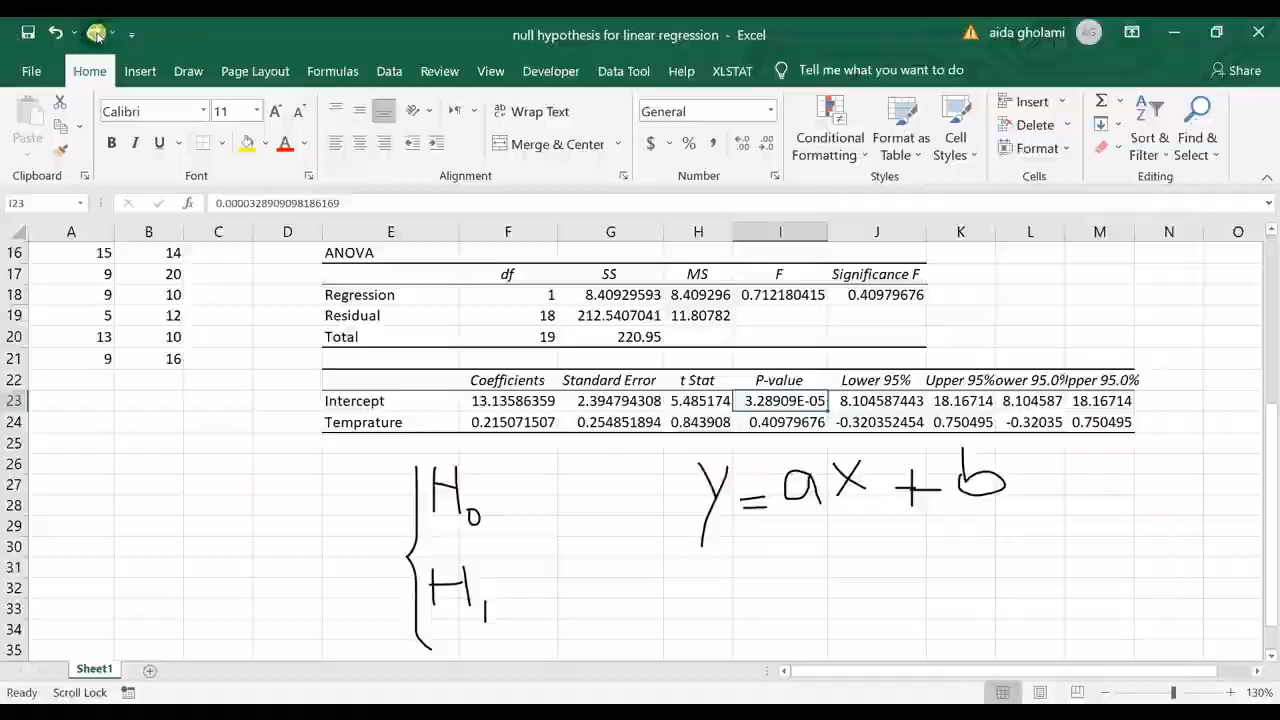 null hypothesis for linear regression - Excel
aida gholami AG
File Home Insert Draw Page Layout Formulas Data Review View Developer Data Tool Help XLSTAT Tell me what you want to do Share
Calibri 11 Wrap Text General Insert
Paste B I U Merge & Center $ % Conditional Formatting Format as Table Cell Styles Delete Format Sort & Filter Find & Select
Clipboard Font Alignment Number Styles Cells Editing
I23 fx 0.0000328909098186169
A B C D E F G H I J K L M N O
16 15 14 ANOVA
17 9 20 df SS MS F Significance F
18 9 10 Regression 1 8.40929593 8.409296 0.712180415 0.40979676
19 5 12 Residual 18 212.5407041 11.80782
20 13 10 Total 19 220.95
21 9 16
22 Coefficients Standard Error t Stat P-value Lower 95% Upper 95% ower 95.0% Ipper 95.0%
23 Intercept 13.13586359 2.394794308 5.485174 3.28909E-05 8.104587443 18.16714 8.104587 18.16714
24 Temprature 0.215071507 0.254851894 0.843908 0.40979676 -0.320352454 0.750495 -0.32035 0.750495
25
26
27 H0 y = ax + b
28
29
30
31
32 H1
33
34
35
Sheet1
Ready Scroll Lock 130%